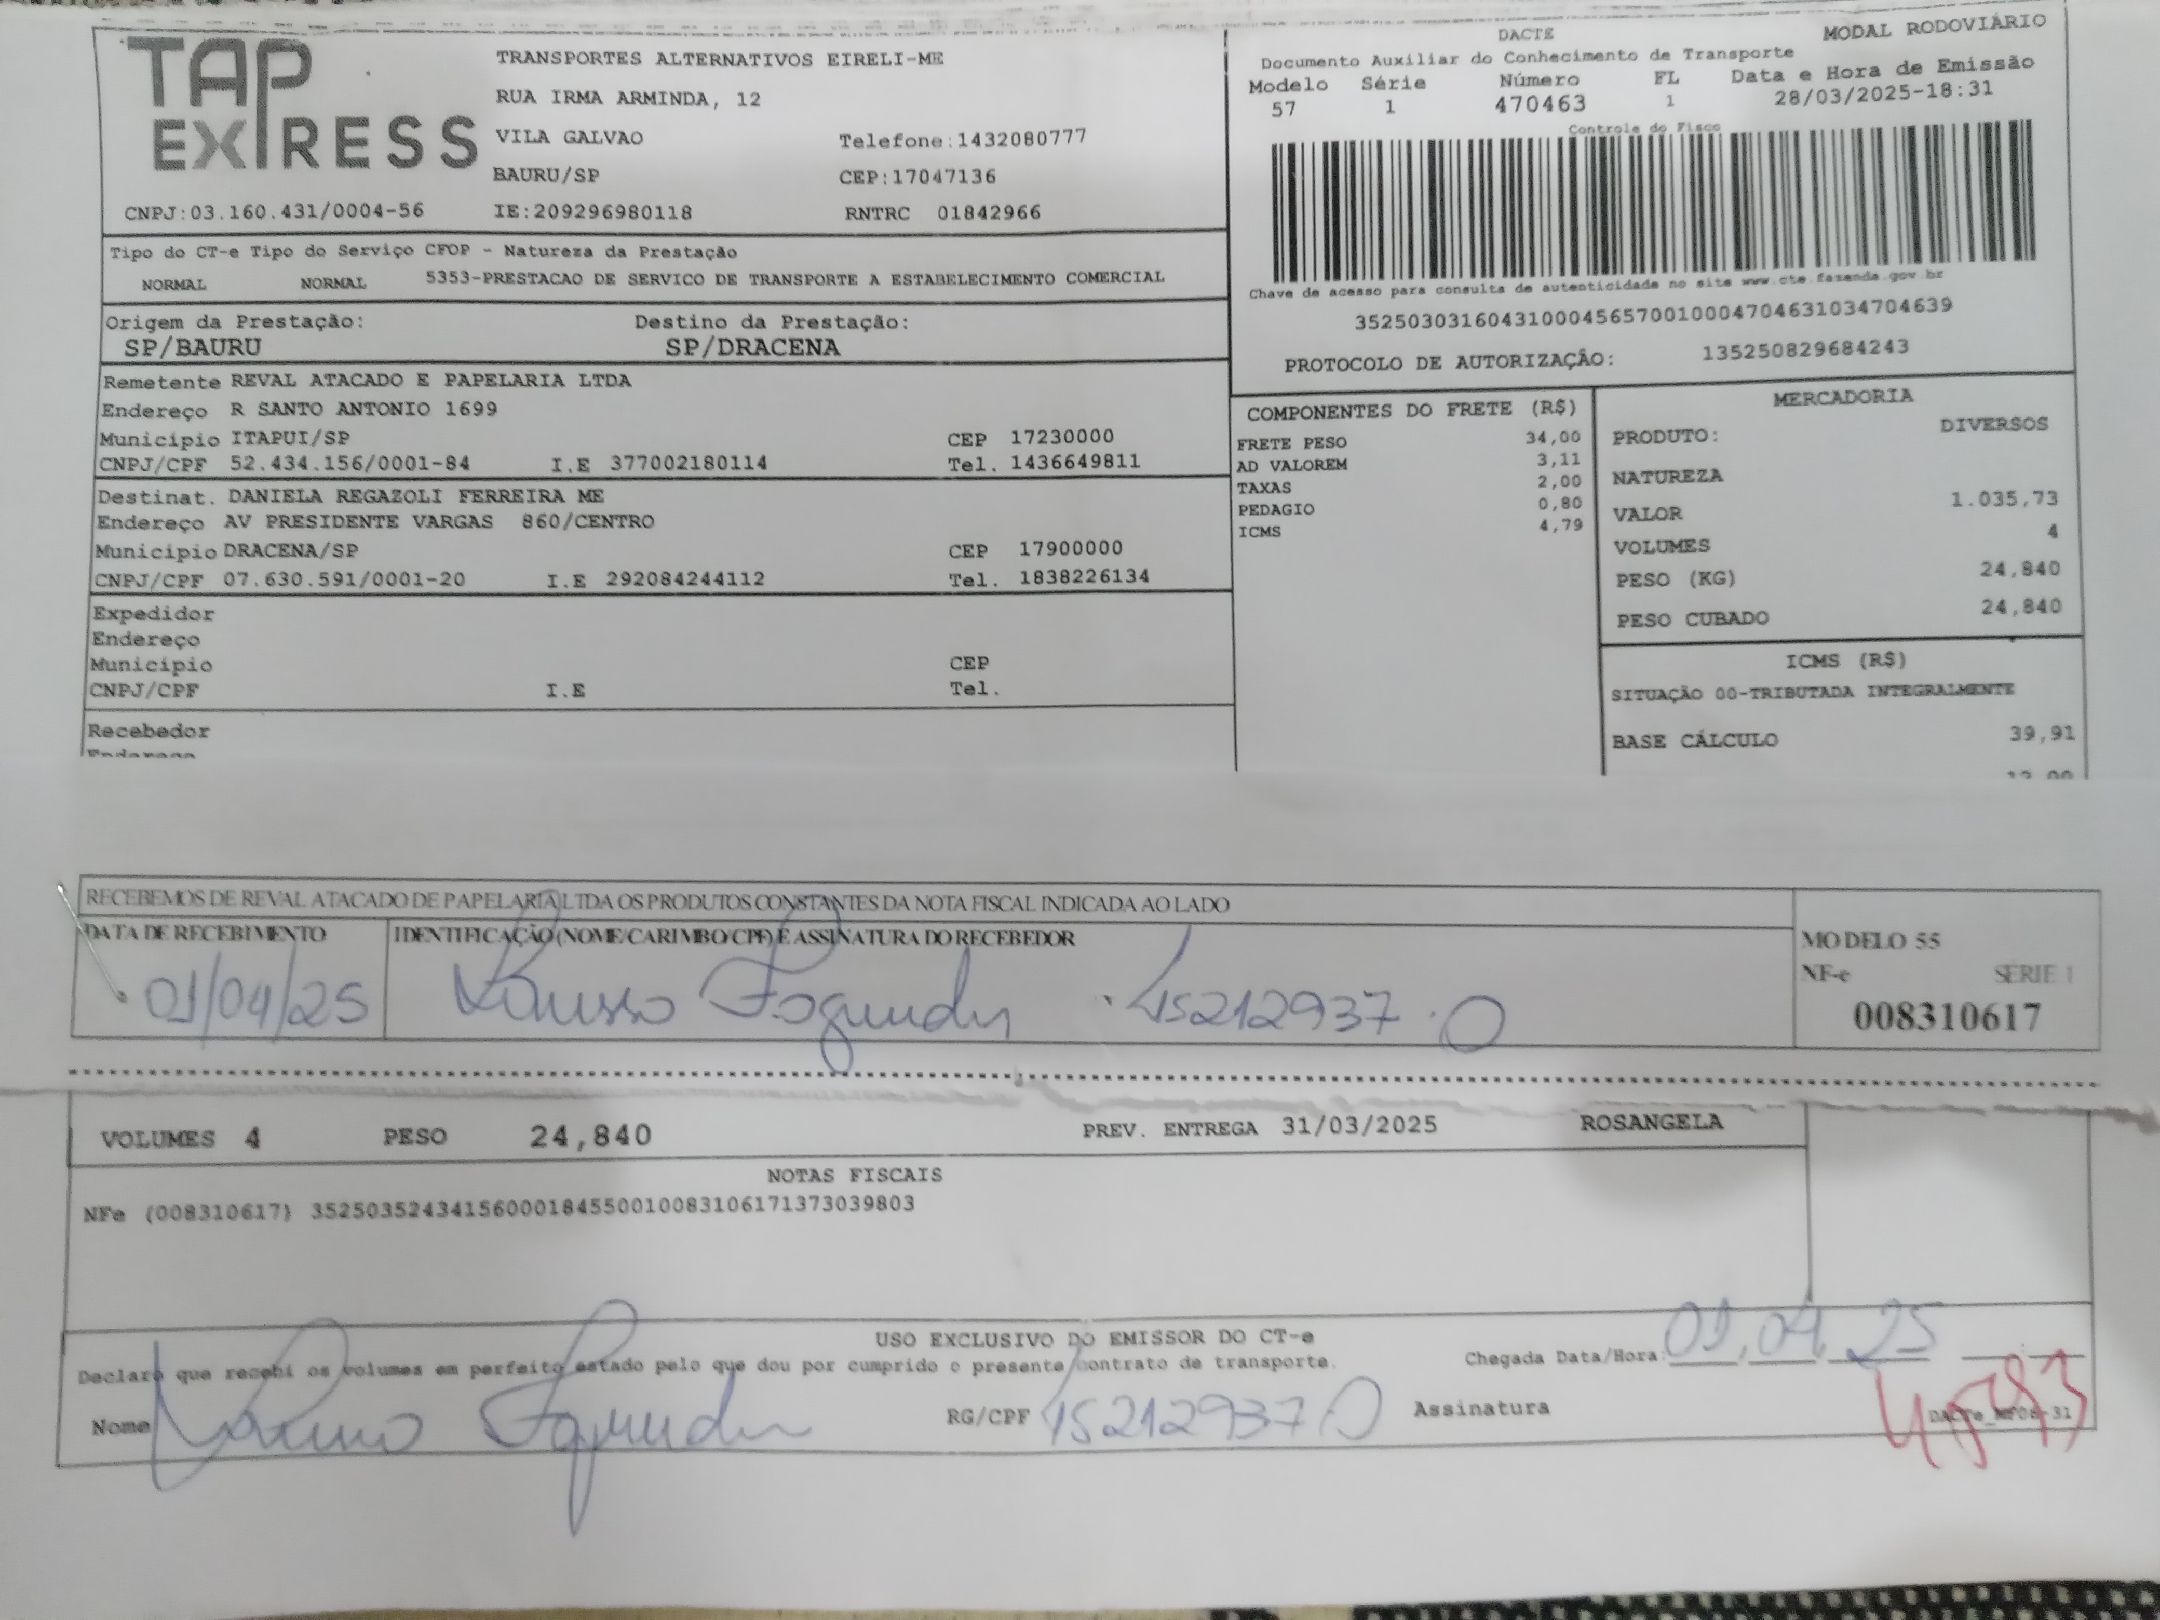 TAP EXPRESS
TRANSPORTES ALTERNATIVOS EIRELI-ME
RUA IRMA ARMINDA, 12
VILA GALVAO Telefone:1432080777
BAURU/SP CEP:17047136
CNPJ:03.160.431/0004-56 IE:209296980118 RNTRC 01842966
DACTE MODAL RODOVIÁRIO
Documento Auxiliar do Conhecimento de Transporte
Modelo Série Número FL Data e Hora de Emissão
57 1 470463 1 28/03/2025-18:31
Controle do Fisco
Chave de acesso para consulta de autenticidade no site www.cte.fazenda.gov.br
35250303160431000456570010004704631034704639
PROTOCOLO DE AUTORIZAÇÃO: 135250829684243
Tipo do CT-e Tipo do Serviço CFOP - Natureza da Prestação
NORMAL NORMAL 5353-PRESTACAO DE SERVICO DE TRANSPORTE A ESTABELECIMENTO COMERCIAL
Origem da Prestação: Destino da Prestação:
SP/BAURU SP/DRACENA
Remetente REVAL ATACADO E PAPELARIA LTDA
Endereço R SANTO ANTONIO 1699
Município ITAPUI/SP CEP 17230000
CNPJ/CPF 52.434.156/0001-84 I.E 377002180114 Tel. 1436649811
Destinat. DANIELA REGAZOLI FERREIRA ME
Endereço AV PRESIDENTE VARGAS 860/CENTRO
Município DRACENA/SP CEP 17900000
CNPJ/CPF 07.630.591/0001-20 I.E 292084244112 Tel. 1838226134
Expedidor
Endereço
Município CEP
CNPJ/CPF I.E Tel.
Recebedor
Endereço
COMPONENTES DO FRETE (R$)
FRETE PESO 34,00
AD VALOREM 3,11
TAXAS 2,00
PEDAGIO 0,80
ICMS 4,79
MERCADORIA
PRODUTO: DIVERSOS
NATUREZA
VALOR 1.035,73
VOLUMES 4
PESO (KG) 24,840
PESO CUBADO 24,840
ICMS (R$)
SITUAÇÃO 00-TRIBUTADA INTEGRALMENTE
BASE CÁLCULO 39,91
12,00
RECEBEMOS DE REVAL ATACADO DE PAPELARIA LTDA OS PRODUTOS CONSTANTES DA NOTA FISCAL INDICADA AO LADO
DATA DE RECEBIMENTO IDENTIFICAÇÃO (NOME/CARIMBO/CPF) E ASSINATURA DO RECEBEDOR
01/04/25 45212937.0
MODELO 55
NF-e SÉRIE 1
008310617
VOLUMES 4 PESO 24,840 PREV. ENTREGA 31/03/2025 ROSANGELA
NOTAS FISCAIS
NFe (008310617) 35250352434156000184550010083106171373039803
USO EXCLUSIVO DO EMISSOR DO CT-e
Declaro que recebi os volumes em perfeito estado pelo que dou por cumprido o presente contrato de transporte.
Chegada Data/Hora: 01.04.25
Nome RG/CPF 45212937.0 Assinatura